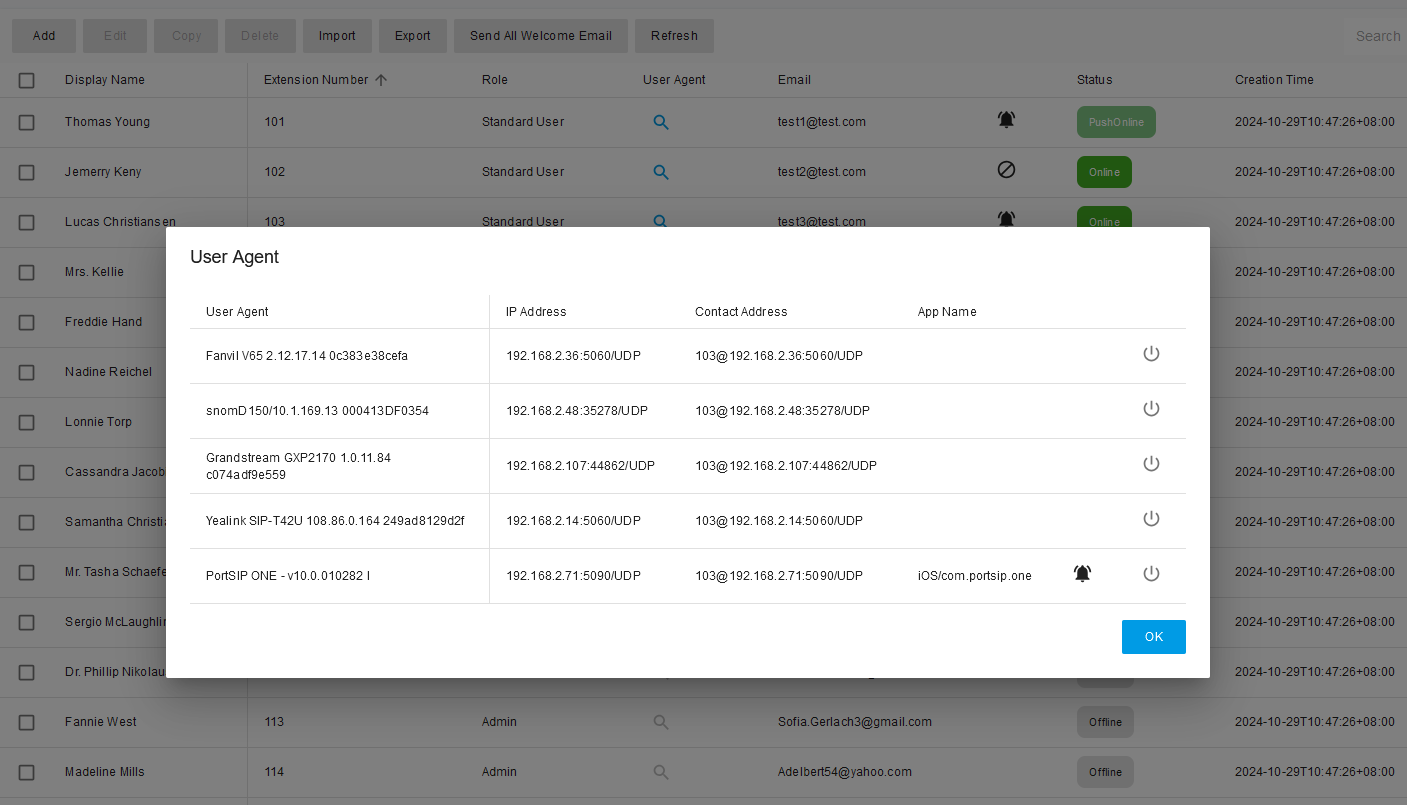 Add Edit Copy Delete Import Export Send All Welcome Email Refresh Search
Display Name Extension Number Role User Agent Email Status Creation Time
Thomas Young 101 Standard User test1@test.com PushOnline 2024-10-29T10:47:26+08:00
Jemerry Keny 102 Standard User test2@test.com Online 2024-10-29T10:47:26+08:00
Lucas Christiansen 103 Standard User test3@test.com Online 2024-10-29T10:47:26+08:00
Mrs. Kellie 2024-10-29T10:47:26+08:00
Freddie Hand 2024-10-29T10:47:26+08:00
Nadine Reichel 2024-10-29T10:47:26+08:00
Lonnie Torp 2024-10-29T10:47:26+08:00
Cassandra Jacob 2024-10-29T10:47:26+08:00
Samantha Christi 2024-10-29T10:47:26+08:00
Mr. Tasha Schaefe 2024-10-29T10:47:26+08:00
Sergio McLaughlin 2024-10-29T10:47:26+08:00
Dr. Phillip Nikolau 2024-10-29T10:47:26+08:00
Fannie West 113 Admin Sofia.Gerlach3@gmail.com Offline 2024-10-29T10:47:26+08:00
Madeline Mills 114 Admin Adelbert54@yahoo.com Offline 2024-10-29T10:47:26+08:00
User Agent
User Agent IP Address Contact Address App Name
Fanvil V65 2.12.17.14 0c383e38cefa 192.168.2.36:5060/UDP 103@192.168.2.36:5060/UDP
snomD150/10.1.169.13 000413DF0354 192.168.2.48:35278/UDP 103@192.168.2.48:35278/UDP
Grandstream GXP2170 1.0.11.84
c074adf9e559 192.168.2.107:44862/UDP 103@192.168.2.107:44862/UDP
Yealink SIP-T42U 108.86.0.164 249ad8129d2f 192.168.2.14:5060/UDP 103@192.168.2.14:5060/UDP
PortSIP ONE - v10.0.010282 I 192.168.2.71:5090/UDP 103@192.168.2.71:5090/UDP iOS/com.portsip.one
OK